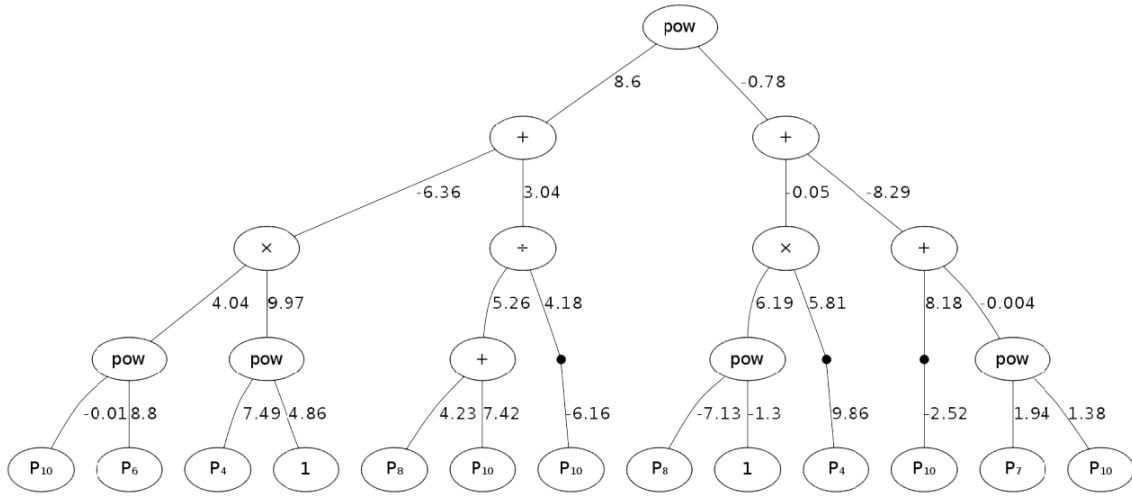 pow
8.6 -0.78
+ +
-6.36 3.04 -0.05 -8.29
× ÷ × +
4.04 9.97 5.26 4.18 6.19 5.81 8.18 -0.004
pow pow + pow pow
-0.01 8.8 7.49 4.86 4.23 7.42 -6.16 -7.13 -1.3 9.86 -2.52 1.94 1.38
P₁₀ P₆ P₄ 1 P₈ P₁₀ P₁₀ P₈ 1 P₄ P₁₀ P₇ P₁₀